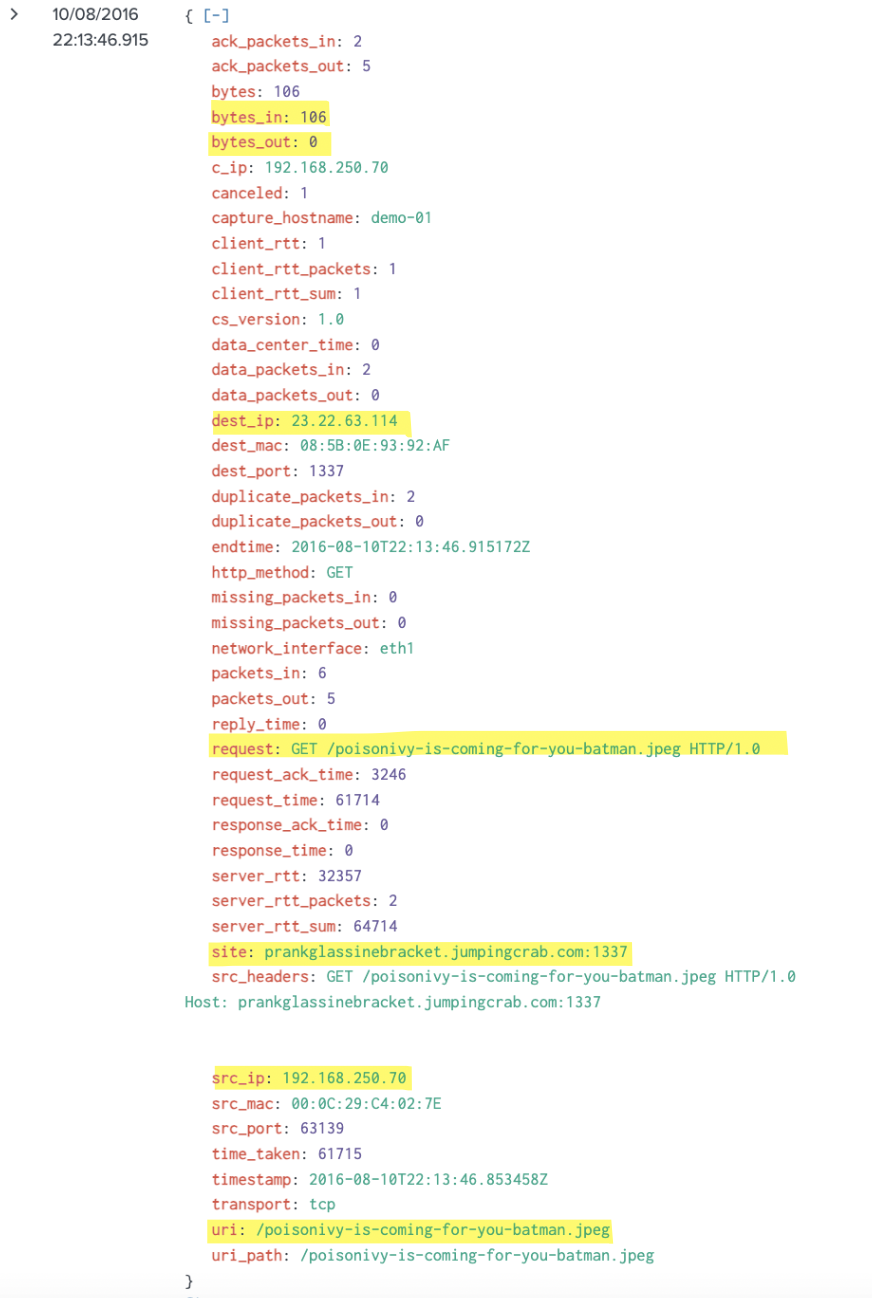 > 10/08/2016 { [-]
22:13:46.915
ack_packets_in: 2
ack_packets_out: 5
bytes: 106
bytes_in: 106
bytes_out: 0
c_ip: 192.168.250.70
canceled: 1
capture_hostname: demo-01
client_rtt: 1
client_rtt_packets: 1
client_rtt_sum: 1
cs_version: 1.0
data_center_time: 0
data_packets_in: 2
data_packets_out: 0
dest_ip: 23.22.63.114
dest_mac: 08:5B:0E:93:92:AF
dest_port: 1337
duplicate_packets_in: 2
duplicate_packets_out: 0
endtime: 2016-08-10T22:13:46.915172Z
http_method: GET
missing_packets_in: 0
missing_packets_out: 0
network_interface: eth1
packets_in: 6
packets_out: 5
reply_time: 0
request: GET /poisonivy-is-coming-for-you-batman.jpeg HTTP/1.0
request_ack_time: 3246
request_time: 61714
response_ack_time: 0
response_time: 0
server_rtt: 32357
server_rtt_packets: 2
server_rtt_sum: 64714
site: prankglassinebracket.jumpingcrab.com:1337
src_headers: GET /poisonivy-is-coming-for-you-batman.jpeg HTTP/1.0
Host: prankglassinebracket.jumpingcrab.com:1337
src_ip: 192.168.250.70
src_mac: 00:0C:29:C4:02:7E
src_port: 63139
time_taken: 61715
timestamp: 2016-08-10T22:13:46.853458Z
transport: tcp
uri: /poisonivy-is-coming-for-you-batman.jpeg
uri_path: /poisonivy-is-coming-for-you-batman.jpeg
}